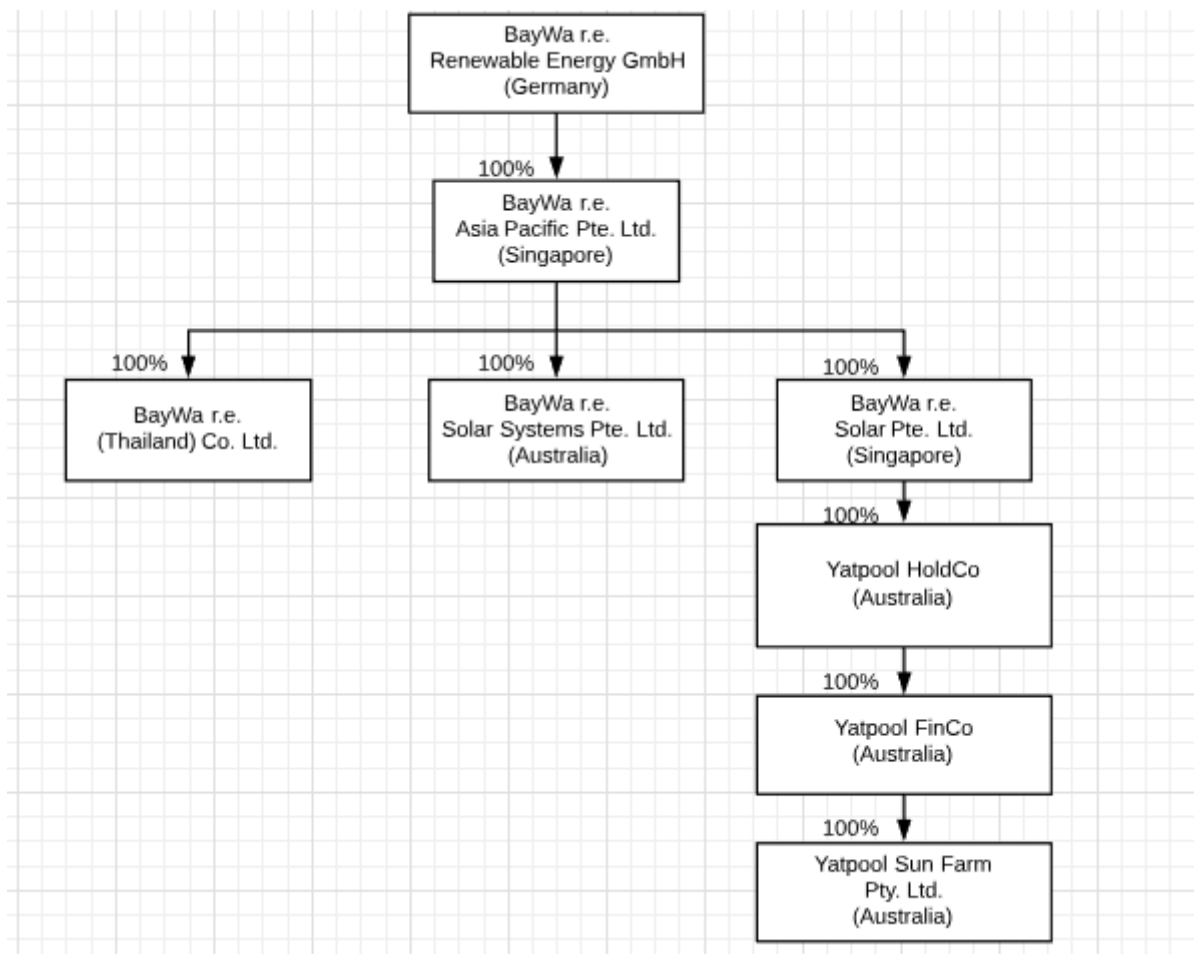 BayWa r.e.
Renewable Energy GmbH
(Germany)
100%
BayWa r.e.
Asia Pacific Pte. Ltd.
(Singapore)
100%
BayWa r.e.
(Thailand) Co. Ltd.
100%
BayWa r.e.
Solar Systems Pte. Ltd.
(Australia)
100%
BayWa r.e.
Solar Pte. Ltd.
(Singapore)
100%
Yatpool HoldCo
(Australia)
100%
Yatpool FinCo
(Australia)
100%
Yatpool Sun Farm
Pty. Ltd.
(Australia)